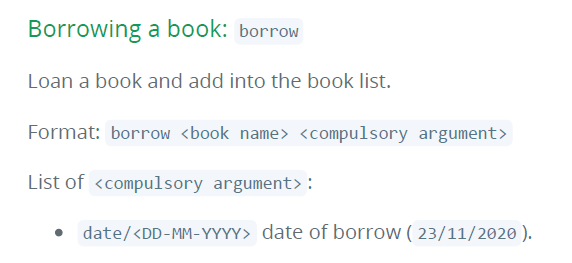 Borrowing a book: borrow
Loan a book and add into the book list.
Format: borrow <book name> <compulsory argument>
List of <compulsory argument>:
• date/<DD-MM-YYYY> date of borrow (23/11/2020).